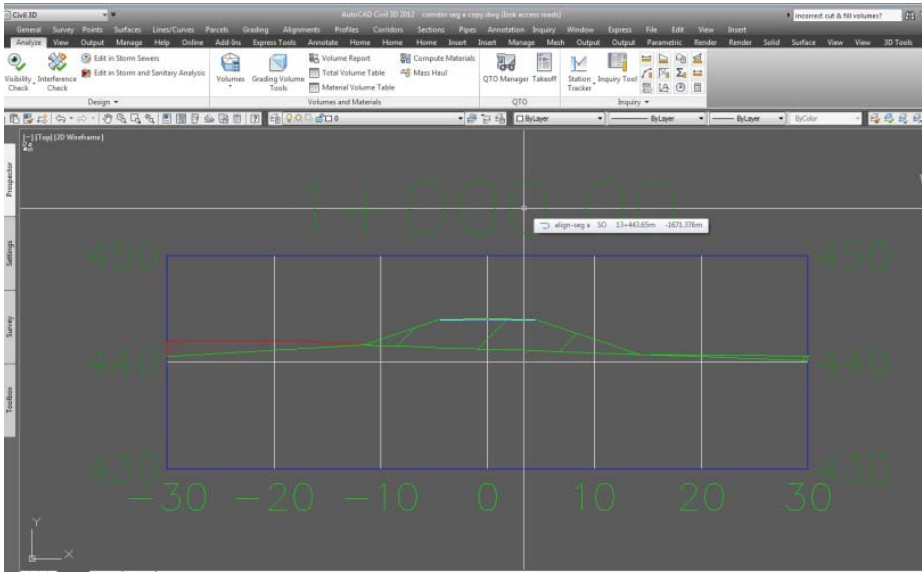 Civil 3D
AutoCAD Civil 3D 2012 - corridor seg a copy.dwg [bnk access roads]
incorrect cut & fill volumes?
General Survey Points Surfaces Lines/Curves Parcels Grading Alignments Profiles Corridors Sections Pipes Annotation Inquiry Window Express File Edit View Insert
Analyze View Output Manage Help Online Add-Ins Express Tools Annotate Home Home Home Insert Insert Manage Mesh Output Output Parametric Render Render Solid Surface View View 3D Tools
Edit in Storm Sewers
Volume Report
Compute Materials
Edit in Storm and Sanitary Analysis
Total Volume Table
Mass Haul
Material Volume Table
Visibility Check
Interference Check
Volumes
Grading Volume Tools
QTO Manager
Takeoff
Station Tracker
Inquiry Tool
Design
Volumes and Materials
QTO
Inquiry
0
ByLayer
ByLayer
ByLayer
ByColor
[-] [Top] [2D Wireframe]
Prospector
Settings
Survey
Toolbox
1+000.00
align-seg a SO 13+443.65m -1671.376m
450 450
440 440
430 430
-30 -20 -10 0 10 20 30
Y
X